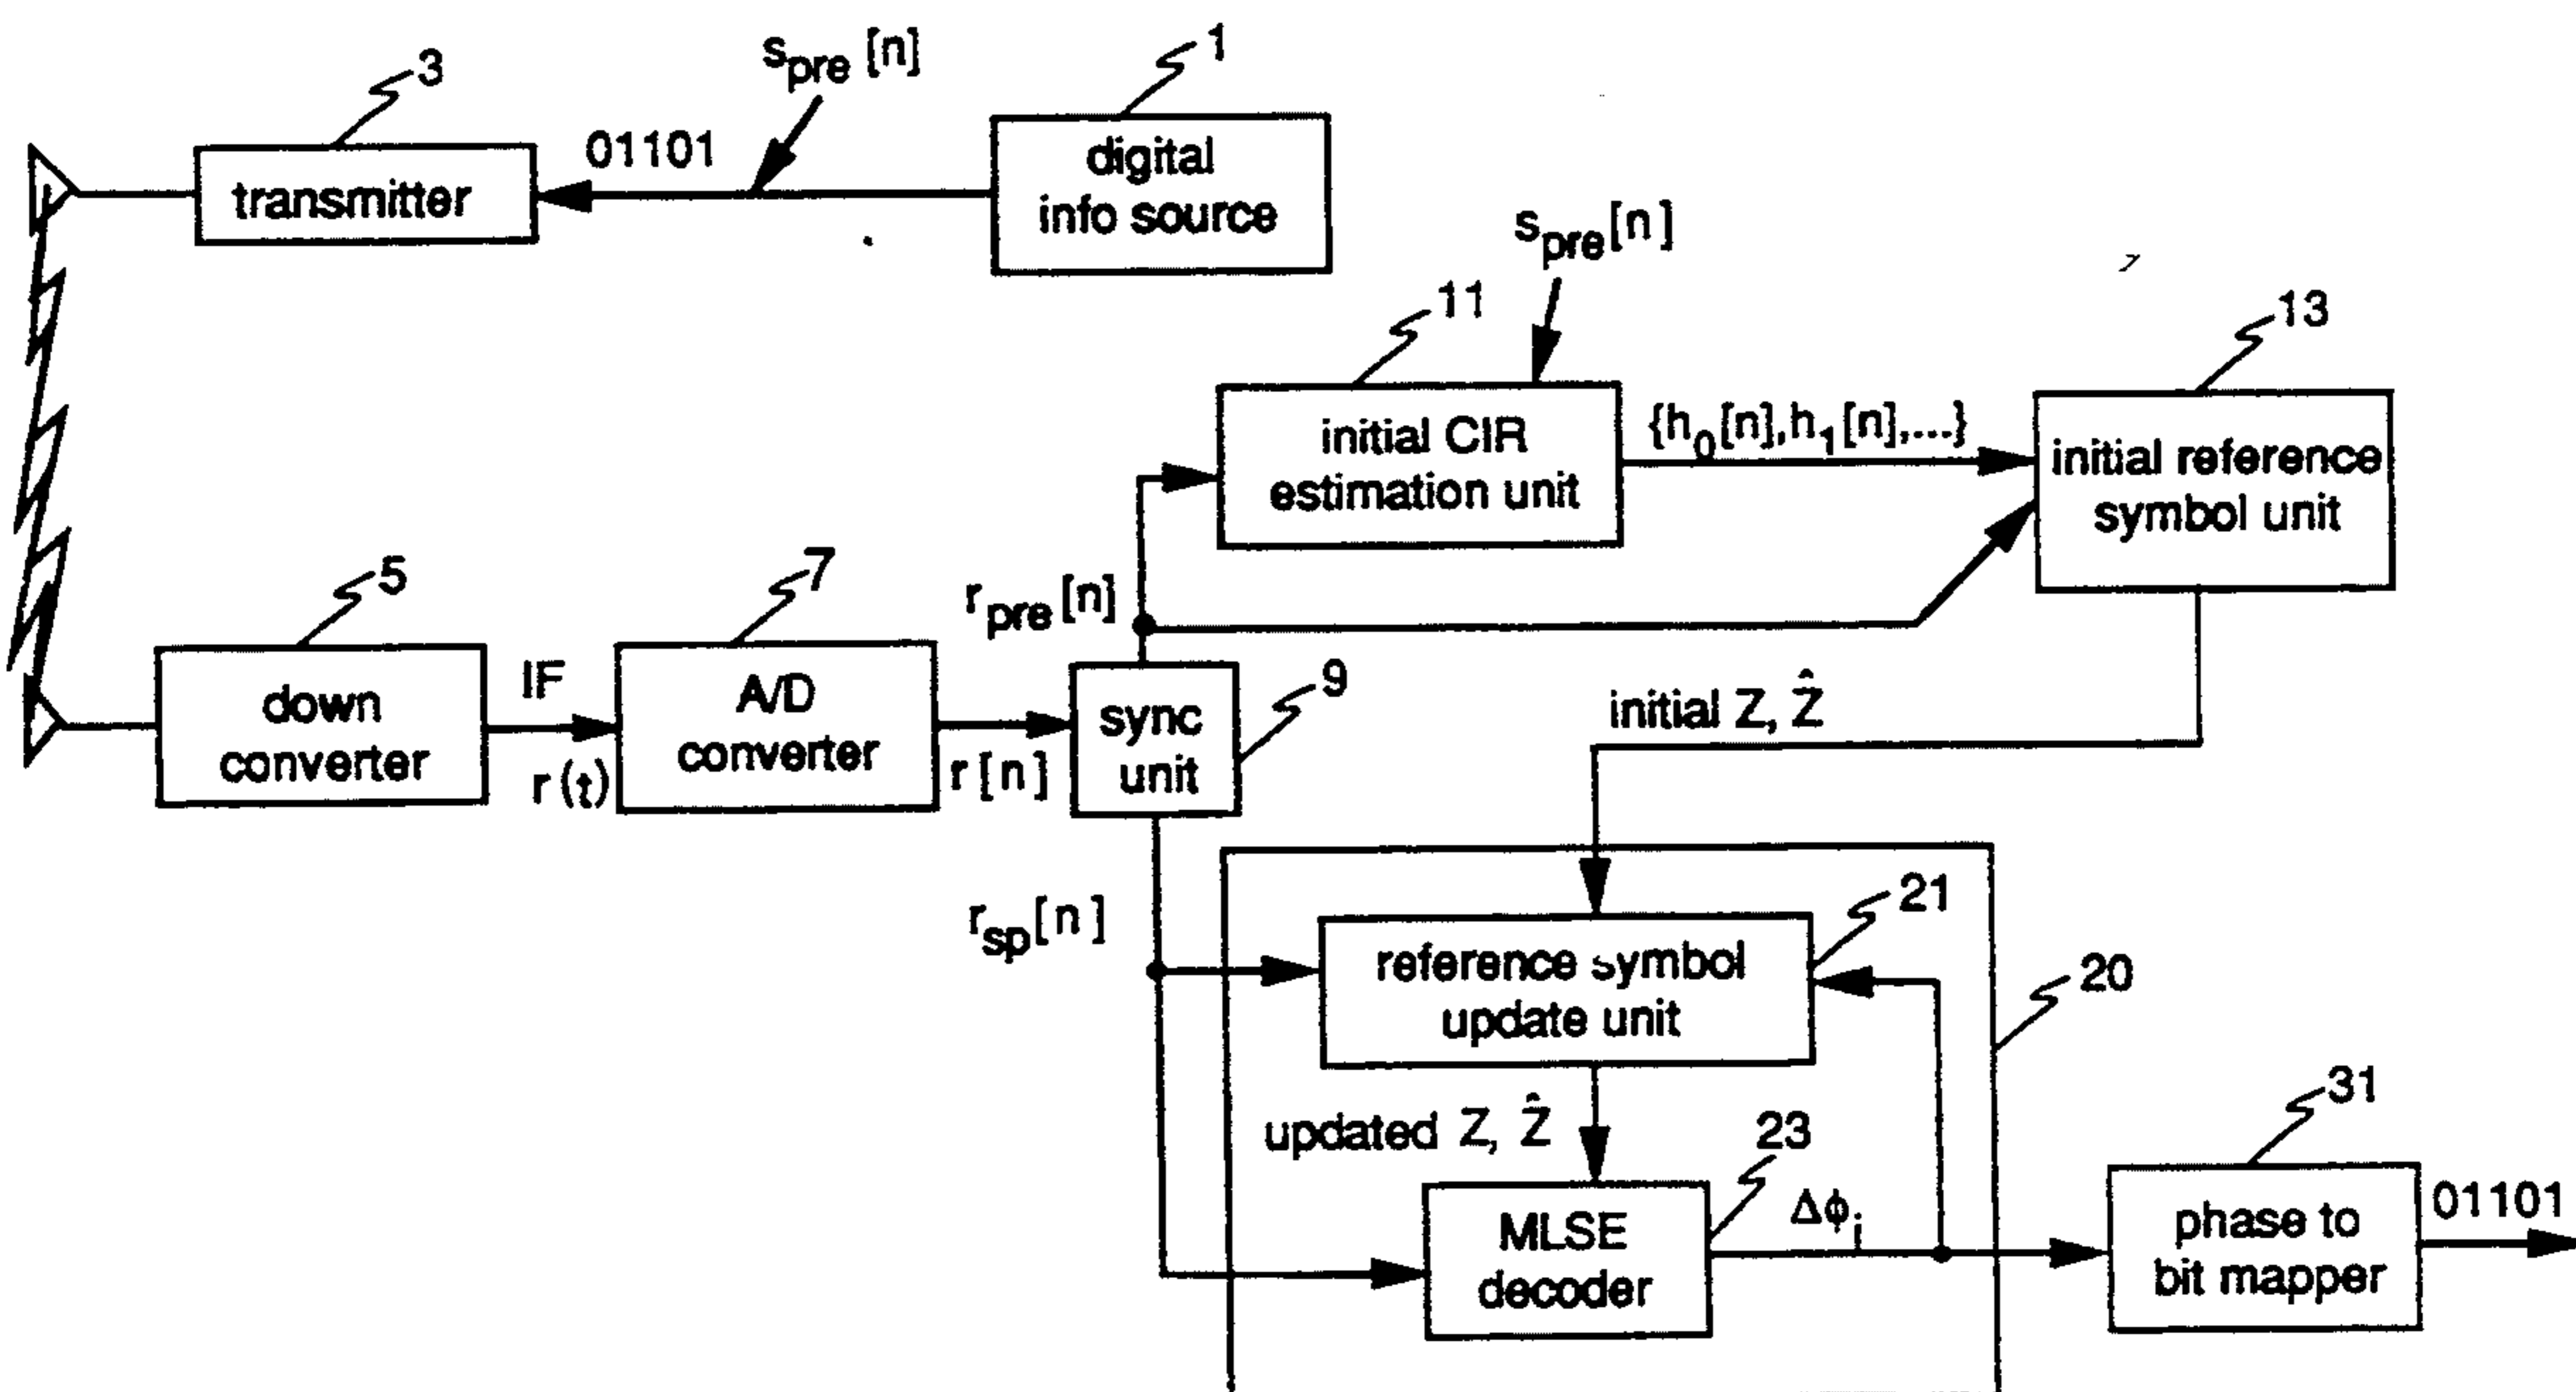 s_pre [n]
1
3
01101
digital
info source
transmitter
s_pre[n]
11
13
initial CIR
estimation unit
{h_0[n],h_1[n],...}
initial reference
symbol unit
5
7
r_pre[n]
9
down
converter
IF
r(t)
A/D
converter
r[n]
sync
unit
initial Z, Ẑ
r_sp[n]
21
reference symbol
update unit
20
updated Z, Ẑ
23
MLSE
decoder
Δϕ_i
31
phase to
bit mapper
01101